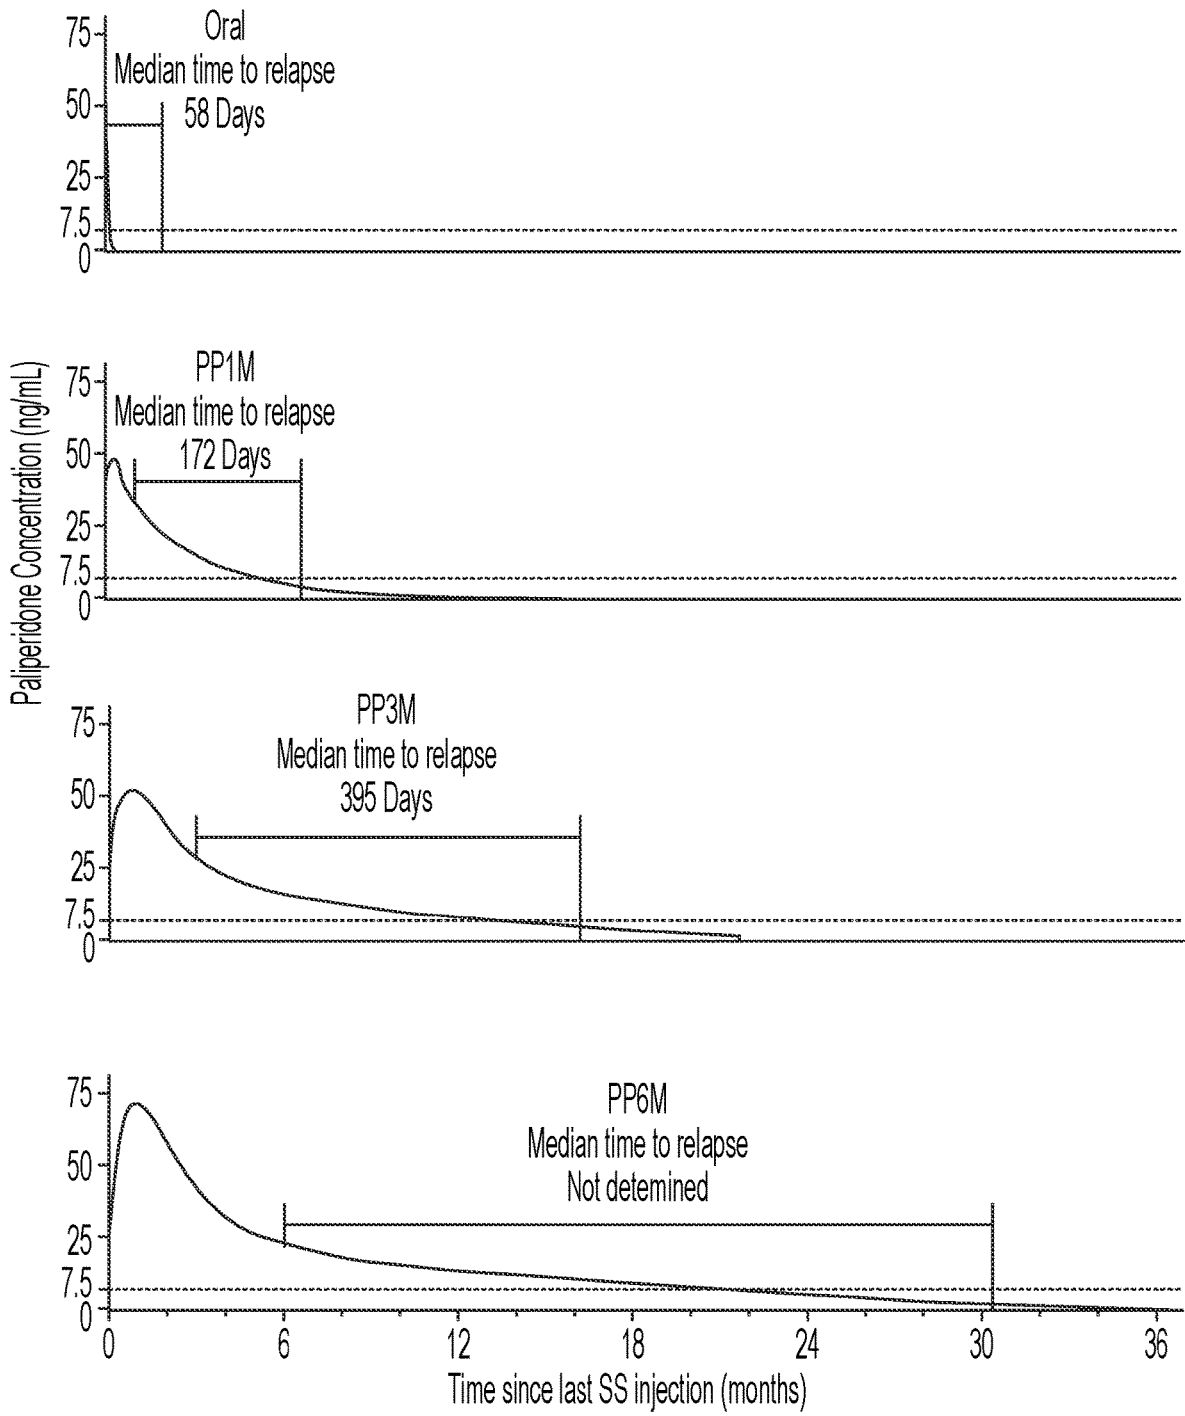 Paliperidone Concentration (ng/mL)
Oral
Median time to relapse
58 Days
75
50
25
7.5
0
PP1M
Median time to relapse
172 Days
75
50
25
7.5
0
PP3M
Median time to relapse
395 Days
75
50
25
7.5
0
PP6M
Median time to relapse
Not detemined
75
50
25
7.5
0
0 6 12 18 24 30 36
Time since last SS injection (months)